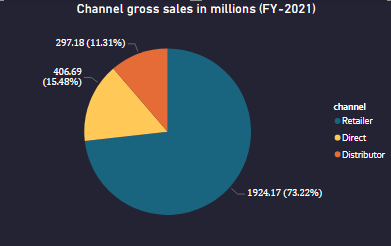 Channel gross sales in millions (FY-2021)
297.18 (11.31%)
406.69
(15.48%)
channel
Retailer
Direct
Distributor
1924.17 (73.22%)